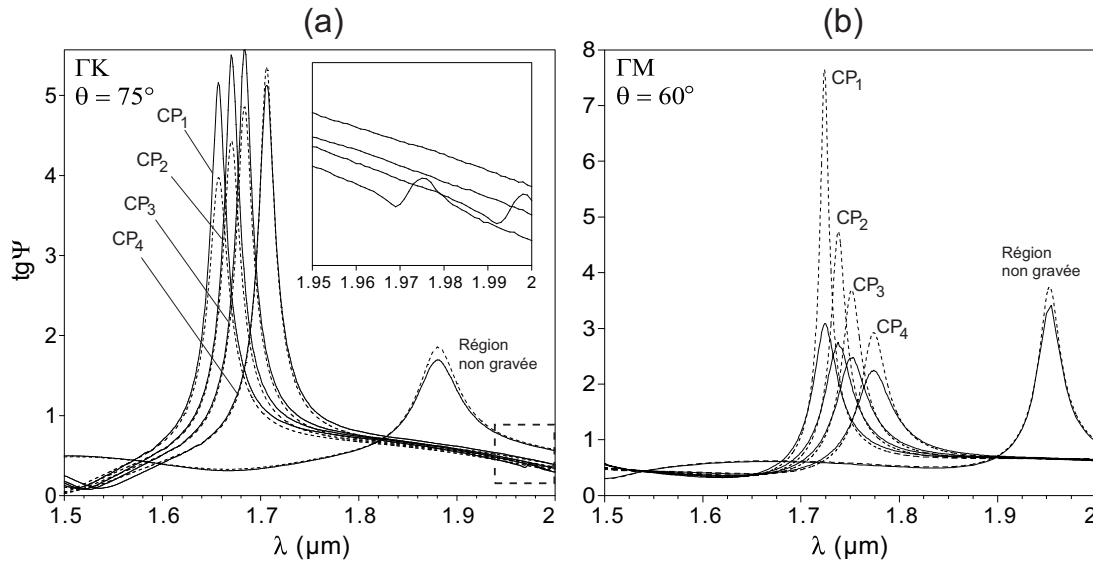 (a)
ΓK
θ = 75°
CP1
CP2
CP3
CP4
Région
non gravée
tgΨ
5
4
3
2
1
0
1.95 1.96 1.97 1.98 1.99 2
1.5 1.6 1.7 1.8 1.9 2
λ (µm)
(b)
ΓM
θ = 60°
CP1
CP2
CP3
CP4
Région
non gravée
8
7
6
5
4
3
2
1
0
1.5 1.6 1.7 1.8 1.9 2
λ (µm)